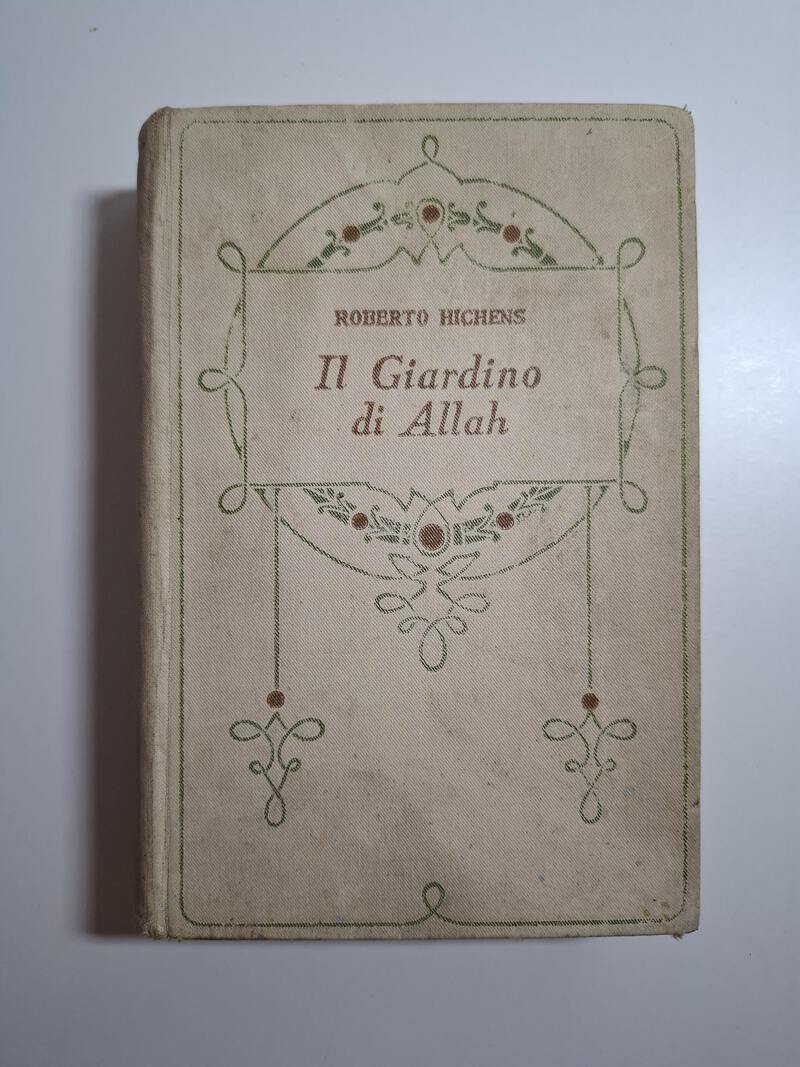 ROBERTO HICHENS
Il Giardino
di Allah